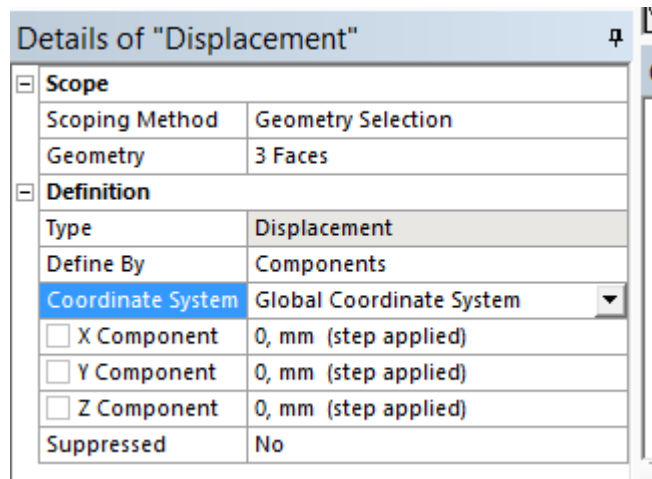 Details of "Displacement"
Scope
Scoping Method Geometry Selection
Geometry 3 Faces
Definition
Type Displacement
Define By Components
Coordinate System Global Coordinate System
X Component 0, mm (step applied)
Y Component 0, mm (step applied)
Z Component 0, mm (step applied)
Suppressed No